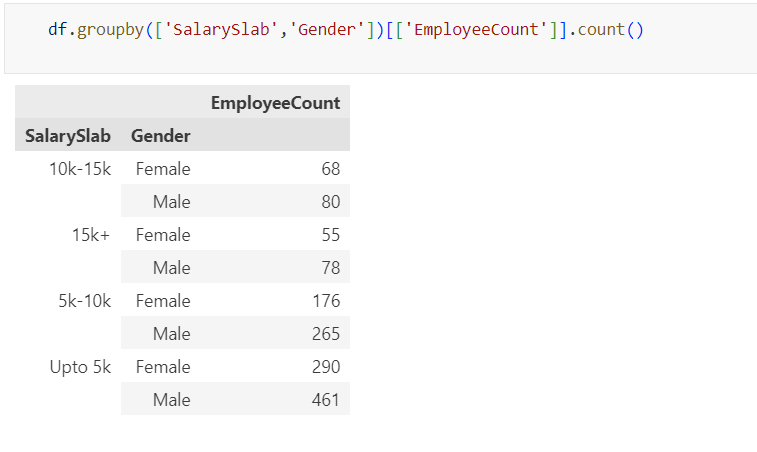 df.groupby(['SalarySlab','Gender'])[['EmployeeCount']].count()
EmployeeCount
SalarySlab Gender
10k-15k Female 68
Male 80
15k+ Female 55
Male 78
5k-10k Female 176
Male 265
Upto 5k Female 290
Male 461